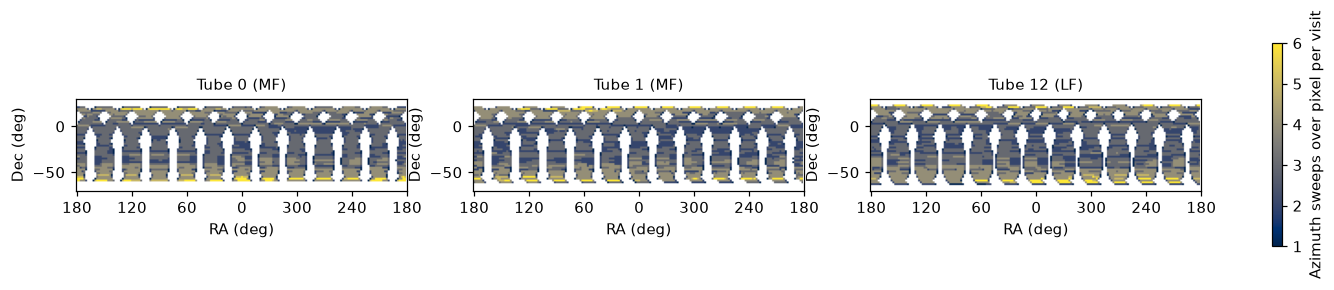 Tube 0 (MF)
Dec (deg)
0
−50
180 120 60 0 300 240 180
RA (deg)
Tube 1 (MF)
Dec (deg)
0
−50
180 120 60 0 300 240 180
RA (deg)
Tube 12 (LF)
Dec (deg)
0
−50
180 120 60 0 300 240 180
RA (deg)
6
5
4
3
2
1
Azimuth sweeps over pixel per visit